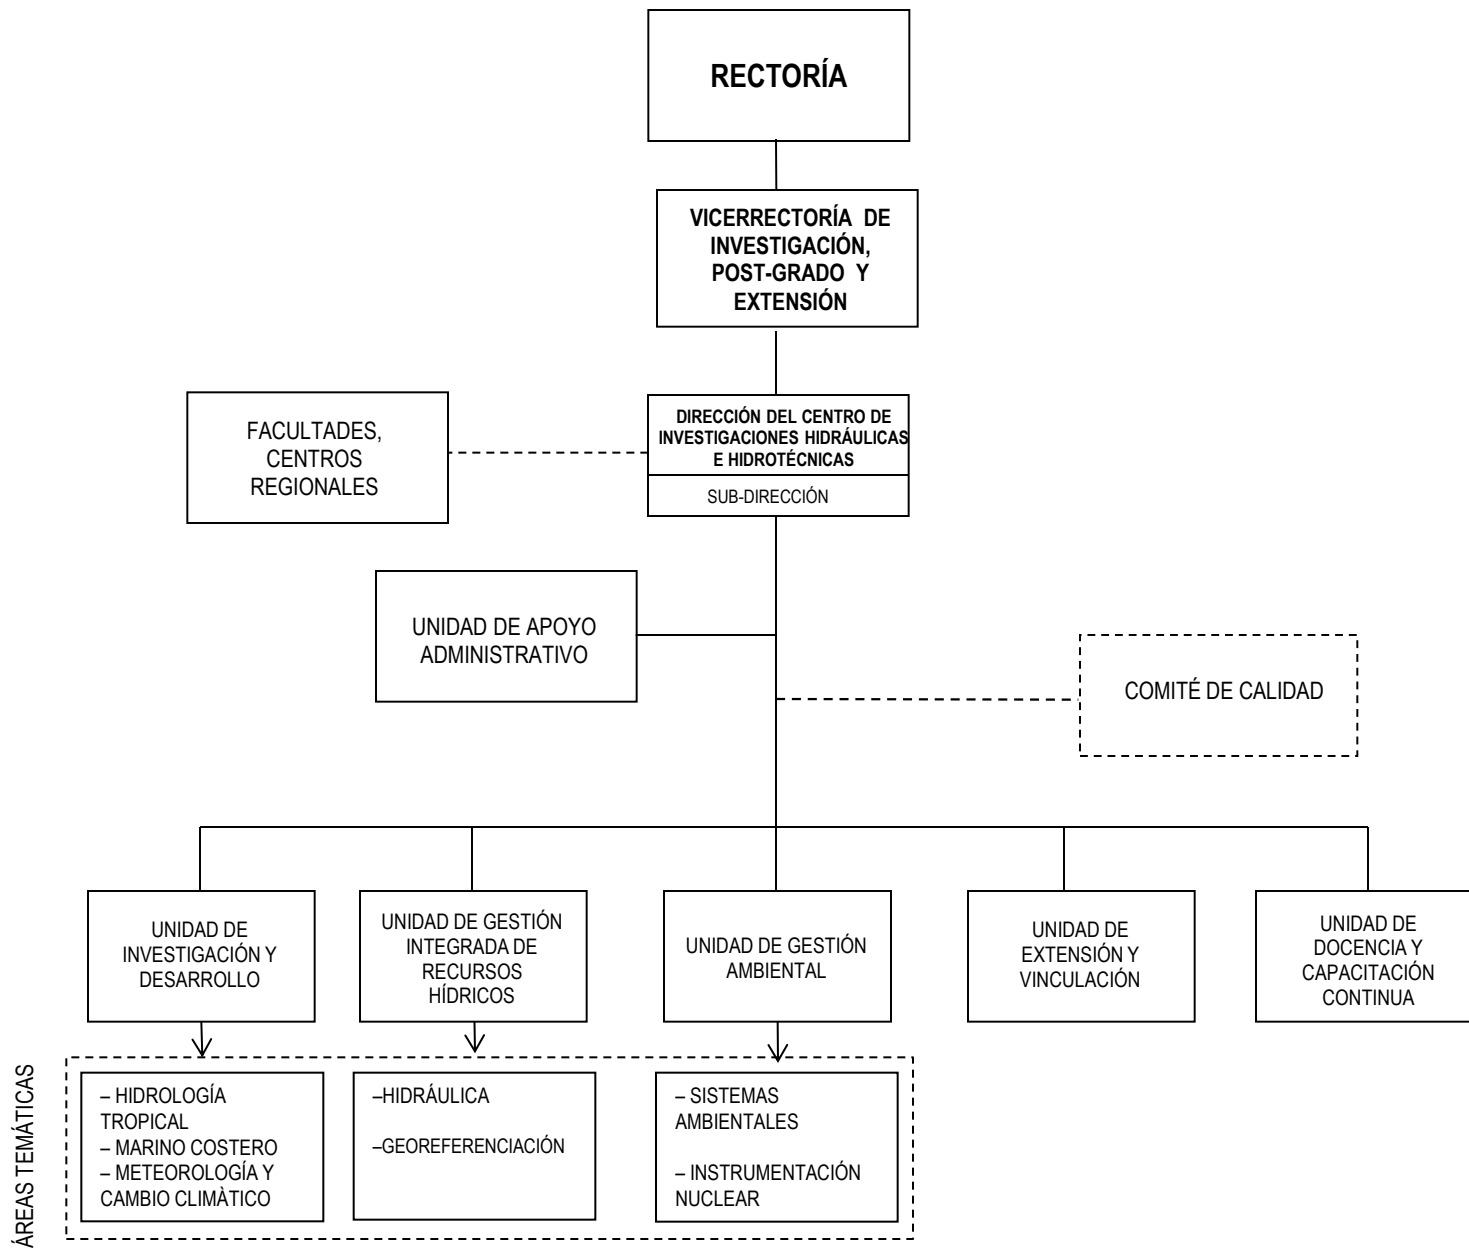 RECTORÍA
VICERRECTORÍA DE
INVESTIGACIÓN,
POST-GRADO Y
EXTENSIÓN
FACULTADES,
CENTROS
REGIONALES
DIRECCIÓN DEL CENTRO DE
INVESTIGACIONES HIDRÁULICAS
E HIDROTÉCNICAS
SUB-DIRECCIÓN
UNIDAD DE APOYO
ADMINISTRATIVO
COMITÉ DE CALIDAD
UNIDAD DE
INVESTIGACIÓN Y
DESARROLLO
UNIDAD DE GESTIÓN
INTEGRADA DE
RECURSOS
HÍDRICOS
UNIDAD DE GESTIÓN
AMBIENTAL
UNIDAD DE
EXTENSIÓN Y
VINCULACIÓN
UNIDAD DE
DOCENCIA Y
CAPACITACIÓN
CONTINUA
ÁREAS TEMÁTICAS
– HIDROLOGÍA
TROPICAL
– MARINO COSTERO
– METEOROLOGÍA Y
CAMBIO CLIMÀTICO
–HIDRÁULICA
–GEOREFERENCIACIÓN
– SISTEMAS
AMBIENTALES
– INSTRUMENTACIÓN
NUCLEAR